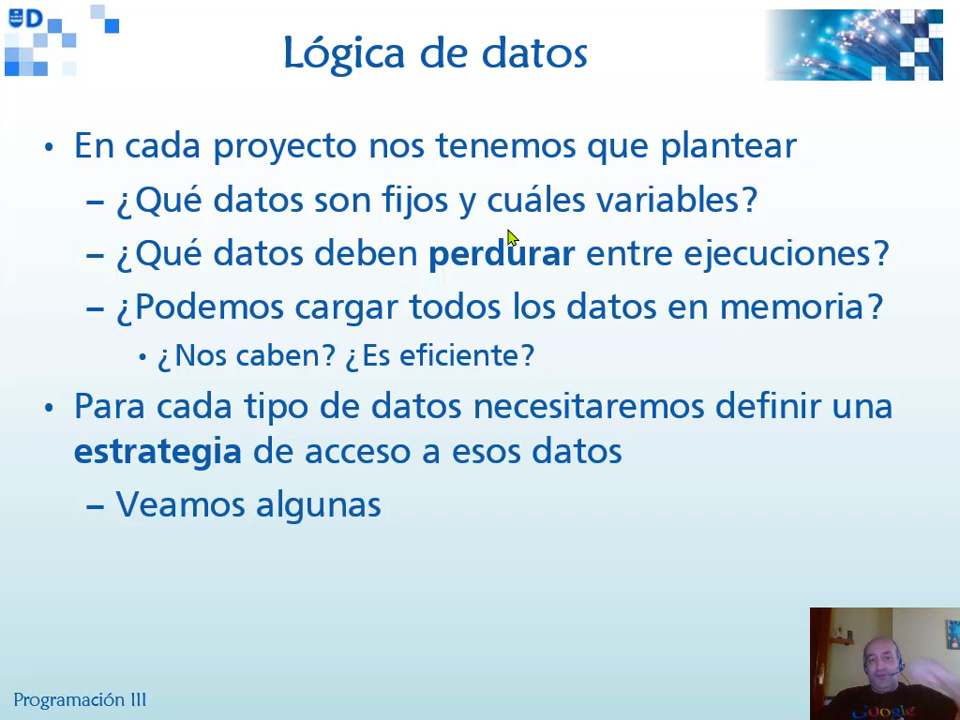 D
Lógica de datos
• En cada proyecto nos tenemos que plantear
– ¿Qué datos son fijos y cuáles variables?
– ¿Qué datos deben perdurar entre ejecuciones?
– ¿Podemos cargar todos los datos en memoria?
• ¿Nos caben? ¿Es eficiente?
• Para cada tipo de datos necesitaremos definir una
estrategia de acceso a esos datos
– Veamos algunas
Programación III
Google